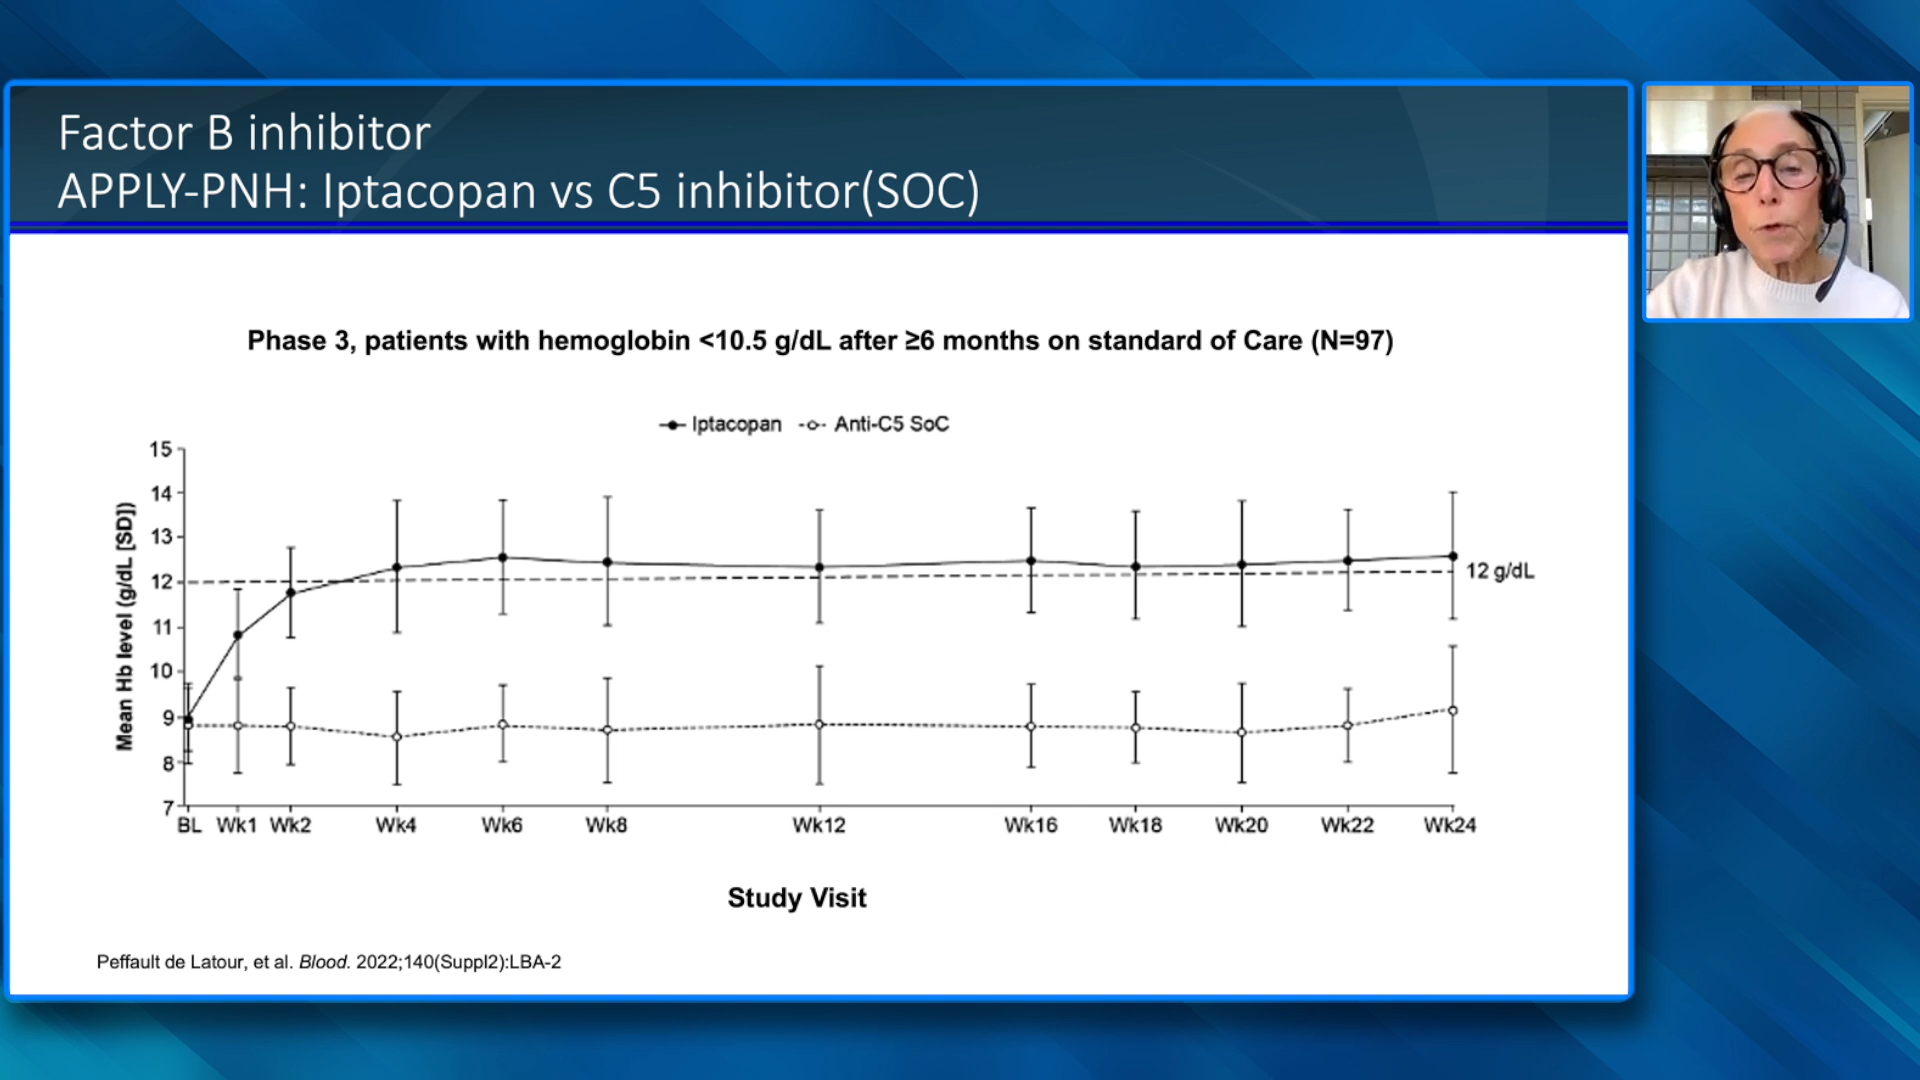 Factor B inhibitor
APPLY-PNH: Iptacopan vs C5 inhibitor(SOC)
Phase 3, patients with hemoglobin <10.5 g/dL after ≥6 months on standard of Care (N=97)
Iptacopan Anti-C5 SoC
Mean Hb level (g/dL [SD])
15
14
13
12
11
10
9
8
7
12 g/dL
BL Wk1 Wk2 Wk4 Wk6 Wk8 Wk12 Wk16 Wk18 Wk20 Wk22 Wk24
Study Visit
Peffault de Latour, et al. Blood. 2022;140(Suppl2):LBA-2